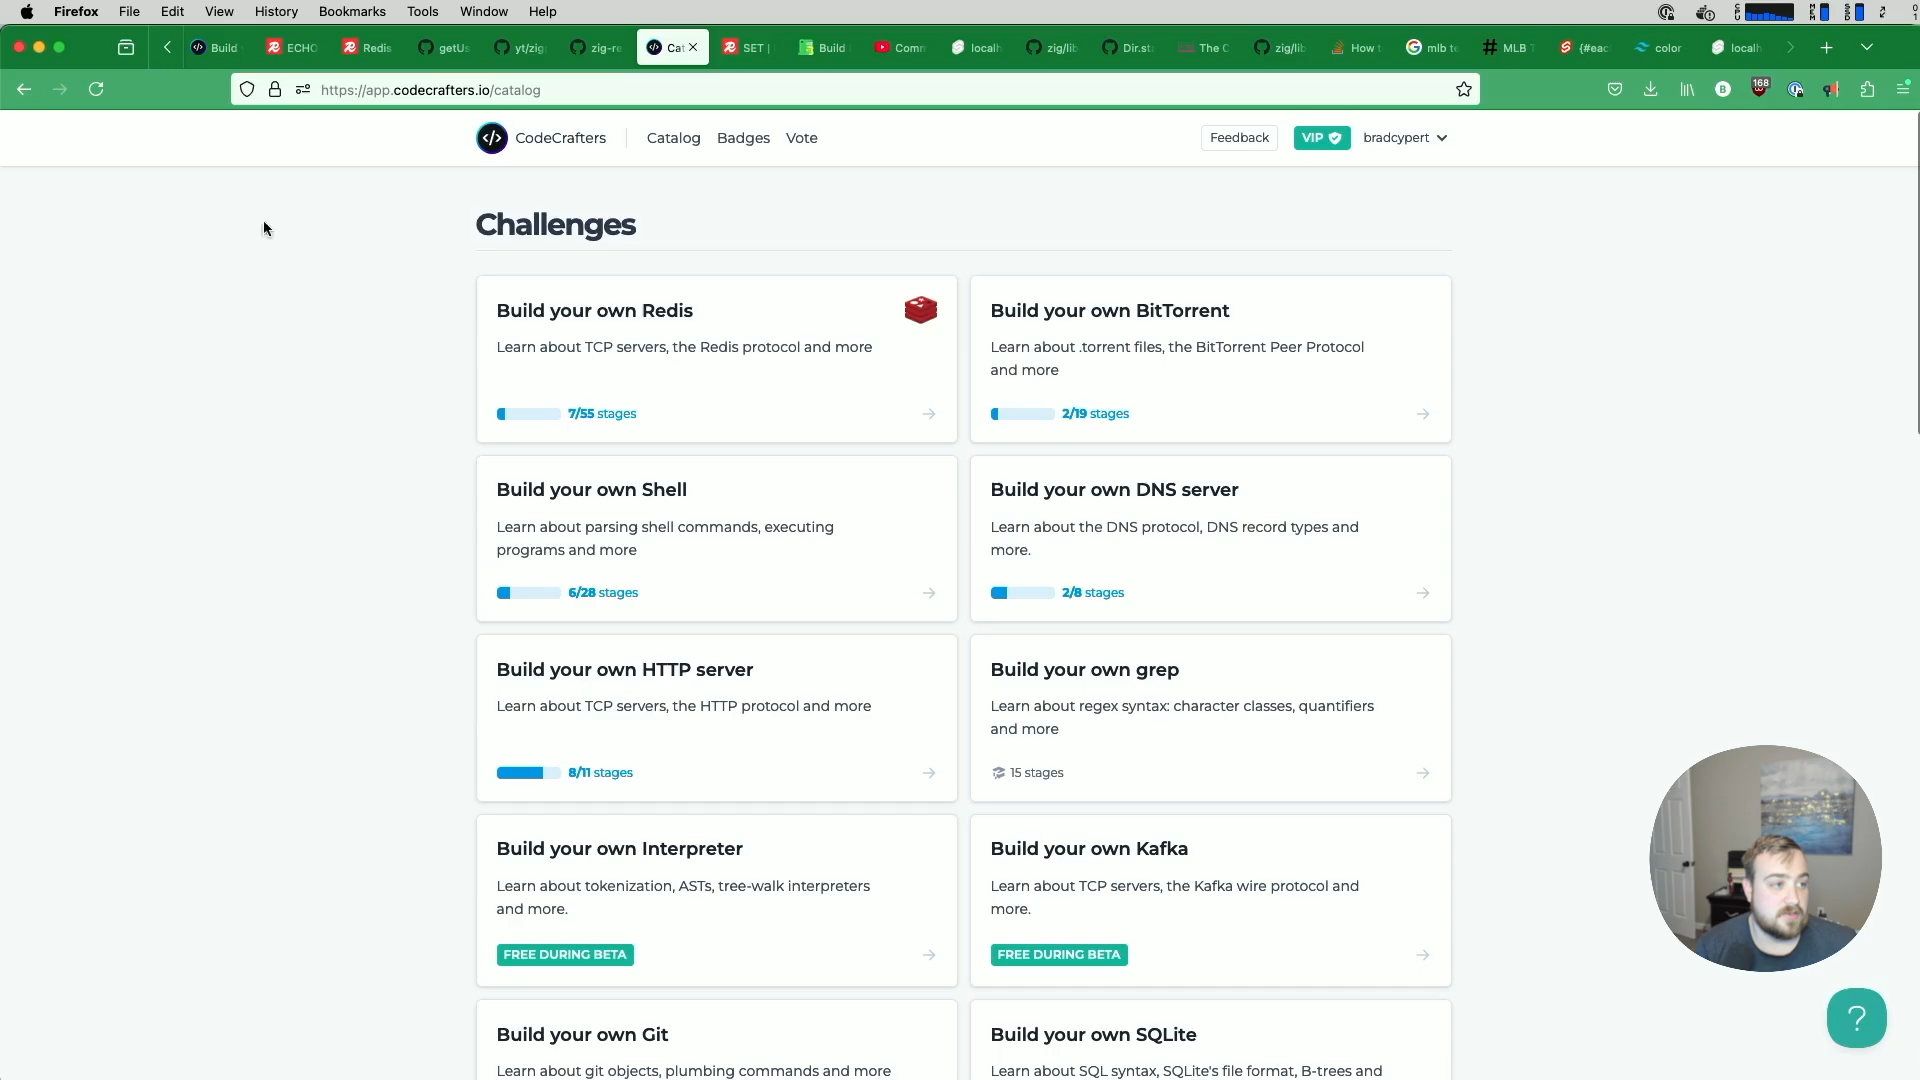 Firefox File Edit View History Bookmarks Tools Window Help
Build ECHO Redis getUs yt/zig zig-re Cat SET | Build Comm localh zig/lib Dir.sta The C zig/lib How t mlb te MLB T {#eac color localh
https://app.codecrafters.io/catalog
168
B
CodeCrafters Catalog Badges Vote Feedback VIP bradcypert
Challenges
Build your own Redis
Learn about TCP servers, the Redis protocol and more
7/55 stages
Build your own BitTorrent
Learn about .torrent files, the BitTorrent Peer Protocol
and more
2/19 stages
Build your own Shell
Learn about parsing shell commands, executing
programs and more
6/28 stages
Build your own DNS server
Learn about the DNS protocol, DNS record types and
more.
2/8 stages
Build your own HTTP server
Learn about TCP servers, the HTTP protocol and more
8/11 stages
Build your own grep
Learn about regex syntax: character classes, quantifiers
and more
15 stages
Build your own Interpreter
Learn about tokenization, ASTs, tree-walk interpreters
and more.
FREE DURING BETA
Build your own Kafka
Learn about TCP servers, the Kafka wire protocol and
more.
FREE DURING BETA
Build your own Git
Learn about git objects, plumbing commands and more
Build your own SQLite
Learn about SQL syntax, SQLite's file format, B-trees and
?